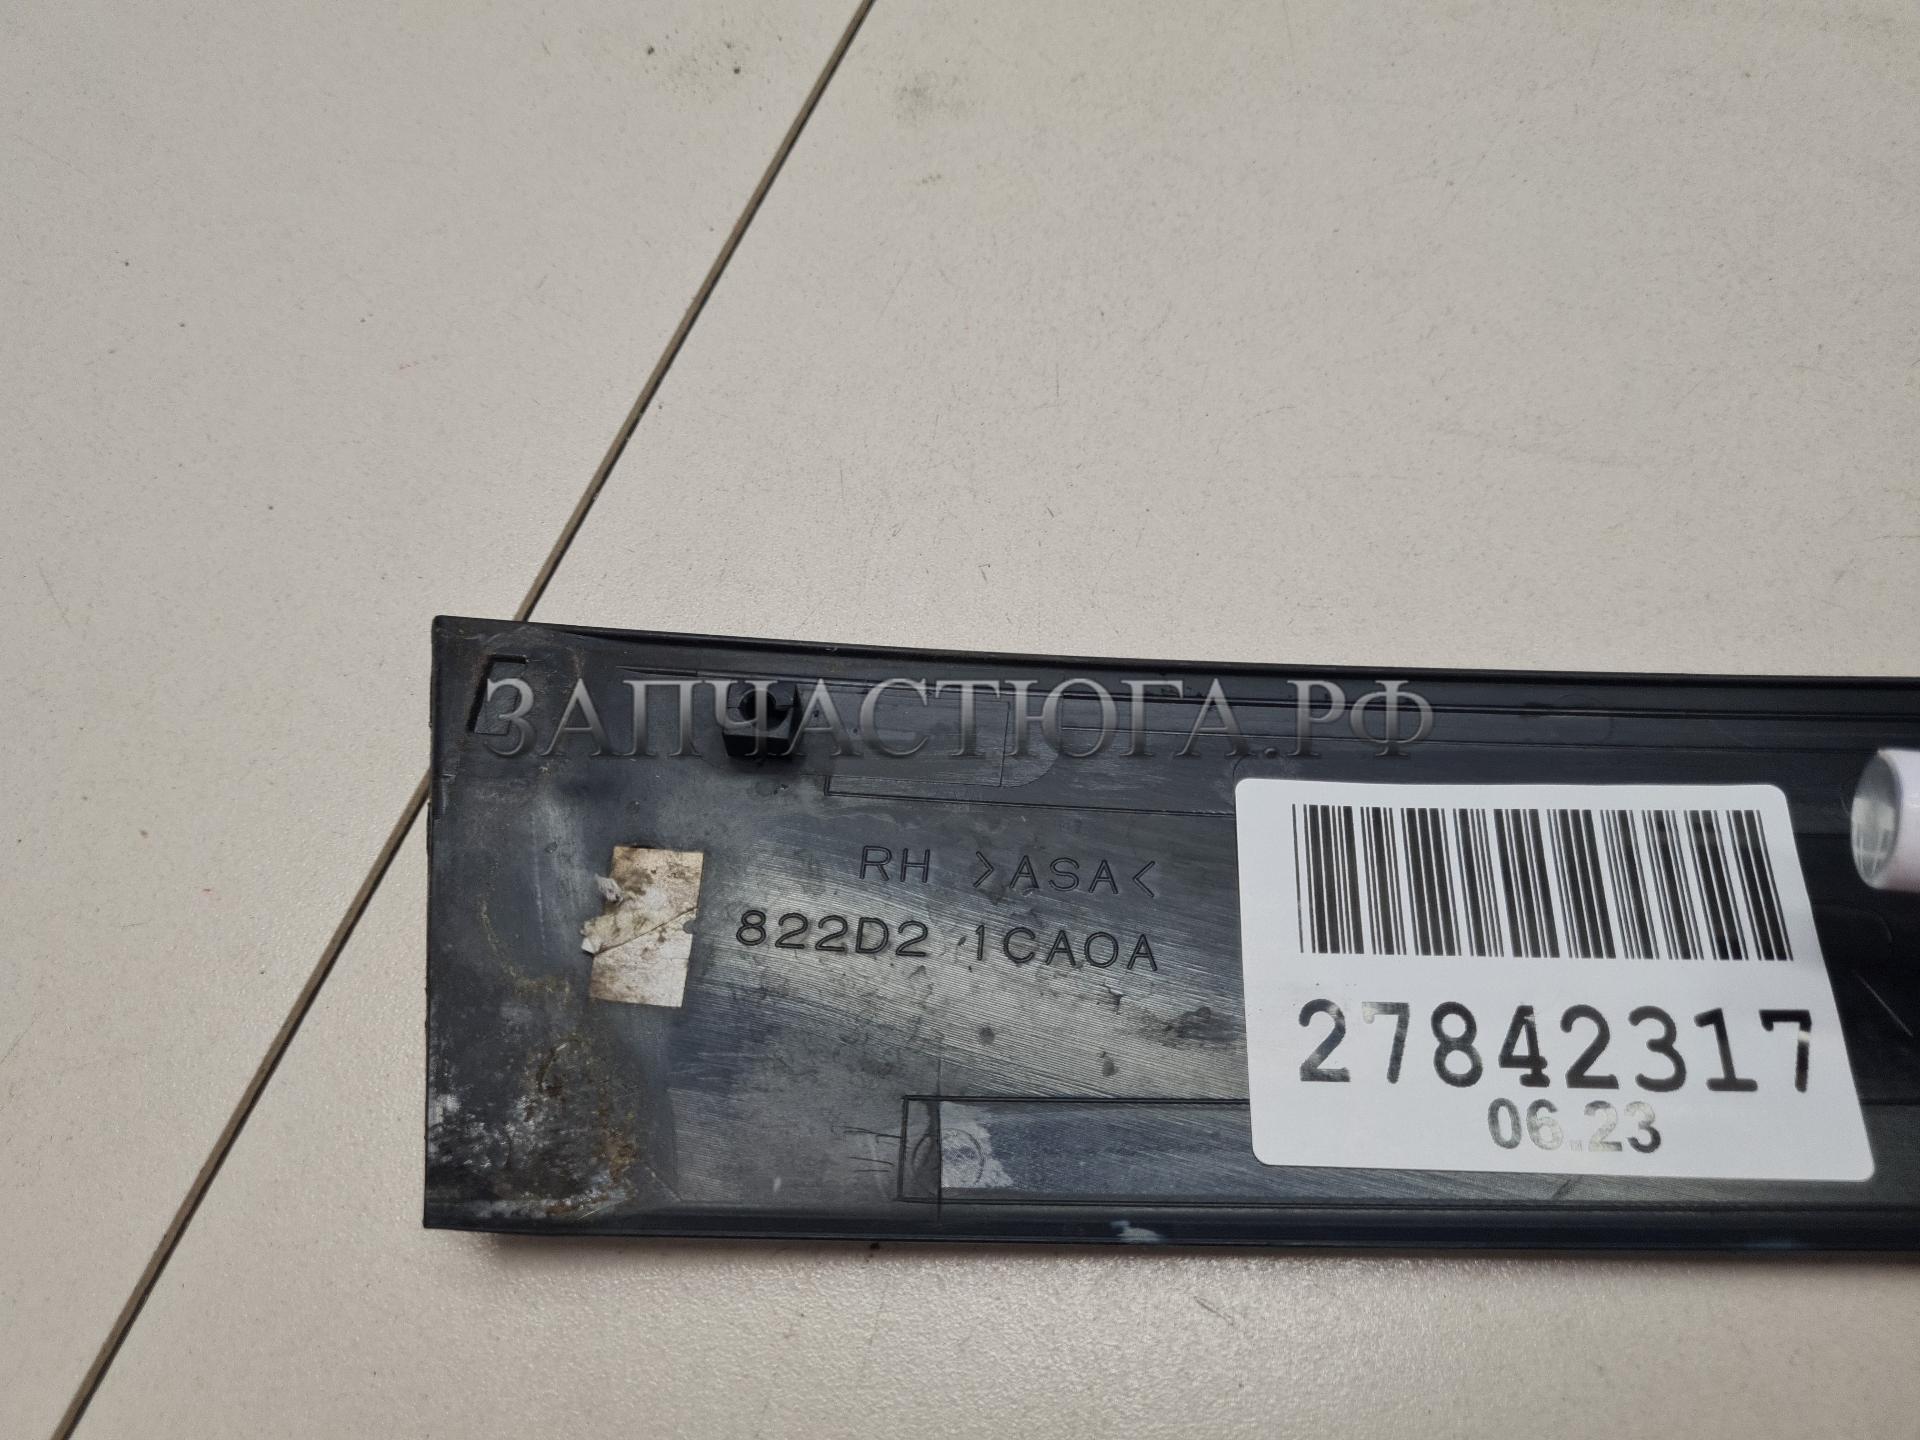 ЗАПЧАСТЮГА.РФ
RH >ASA<
822D2 1CA0A
27842317
06.23